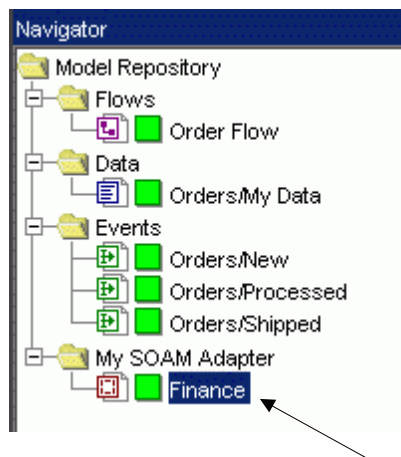 Navigator
Model Repository
Flows
Order Flow
Data
Orders/My Data
Events
Orders/New
Orders/Processed
Orders/Shipped
My SOAM Adapter
Finance